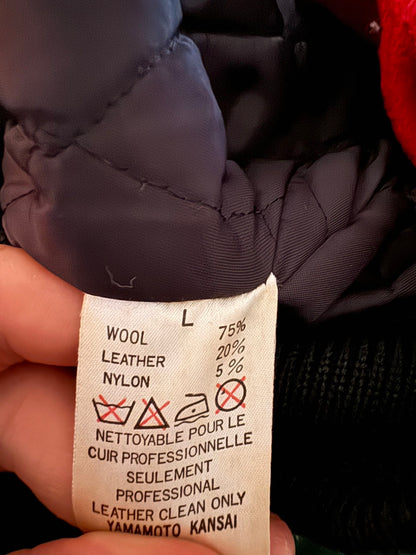 L
WOOL 75%
LEATHER 20%
NYLON 5%
NETTOYABLE POUR LE
CUIR PROFESSIONNELLE
SEULEMENT
PROFESSIONAL
LEATHER CLEAN ONLY
YAMAMOTO KANSAI